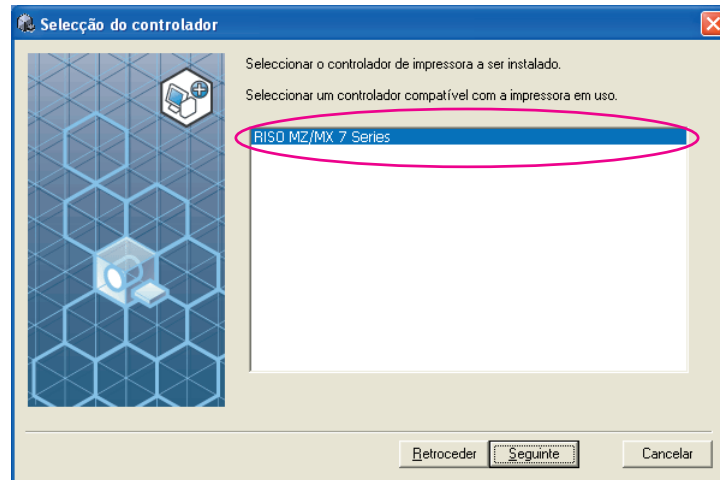 Selecção do controlador
Seleccionar o controlador de impressora a ser instalado.
Seleccionar um controlador compatível com a impressora em uso.
RISO MZ/MX 7 Series
Retroceder
Seguinte
Cancelar